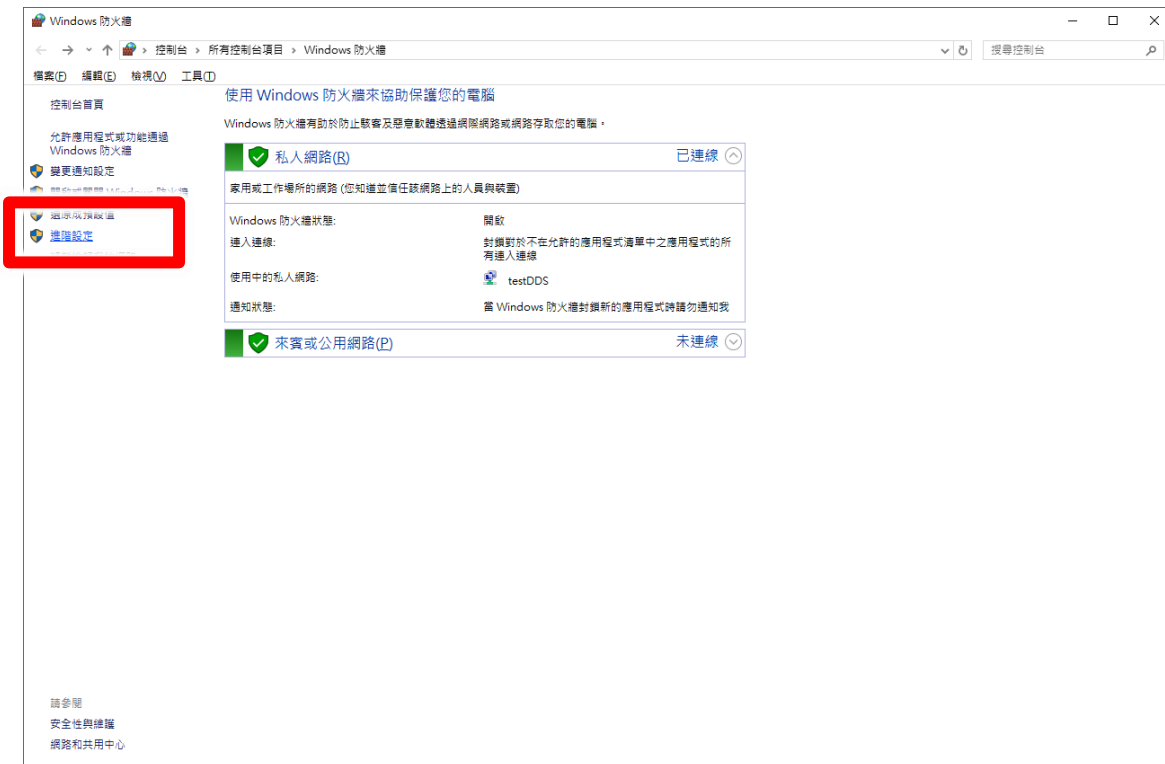 Windows 防火牆
控制台 › 所有控制台項目 › Windows 防火牆
搜尋控制台
檔案(F) 編輯(E) 檢視(V) 工具(T)
控制台首頁
允許應用程式或功能通過
Windows 防火牆
變更通知設定
開啟或關閉 Windows 防火牆
還原成預設值
進階設定
使用 Windows 防火牆來協助保護您的電腦
Windows 防火牆有助於防止駭客及惡意軟體透過網際網路或網路存取您的電腦。
私人網路(R) 已連線
家用或工作場所的網路 (您知道並信任該網路上的人員與裝置)
Windows 防火牆狀態: 開啟
連入連線: 封鎖對於不在允許的應用程式清單中之應用程式的所
有連入連線
使用中的私人網路: testDDS
通知狀態: 當 Windows 防火牆封鎖新的應用程式時請勿通知我
來賓或公用網路(P) 未連線
請參閱
安全性與維護
網路和共用中心